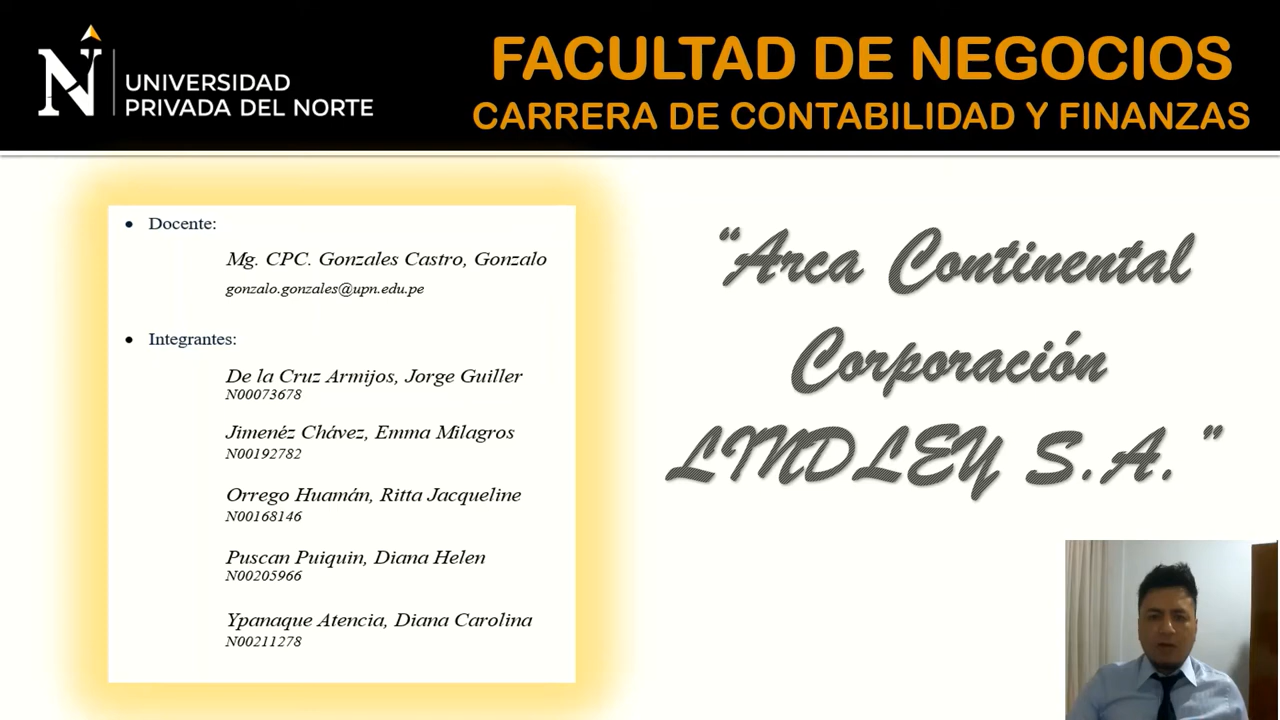 UNIVERSIDAD
PRIVADA DEL NORTE
FACULTAD DE NEGOCIOS
CARRERA DE CONTABILIDAD Y FINANZAS
• Docente:
Mg. CPC. Gonzales Castro, Gonzalo
gonzalo.gonzales@upn.edu.pe
• Integrantes:
De la Cruz Armijos, Jorge Guiller
N00073678
Jimenéz Chávez, Emma Milagros
N00192782
Orrego Huamán, Ritta Jacqueline
N00168146
Puscan Puiquin, Diana Helen
N00205966
Ypanaque Atencia, Diana Carolina
N00211278
“Arca Continental
Corporación
LINDLEY S.A.”